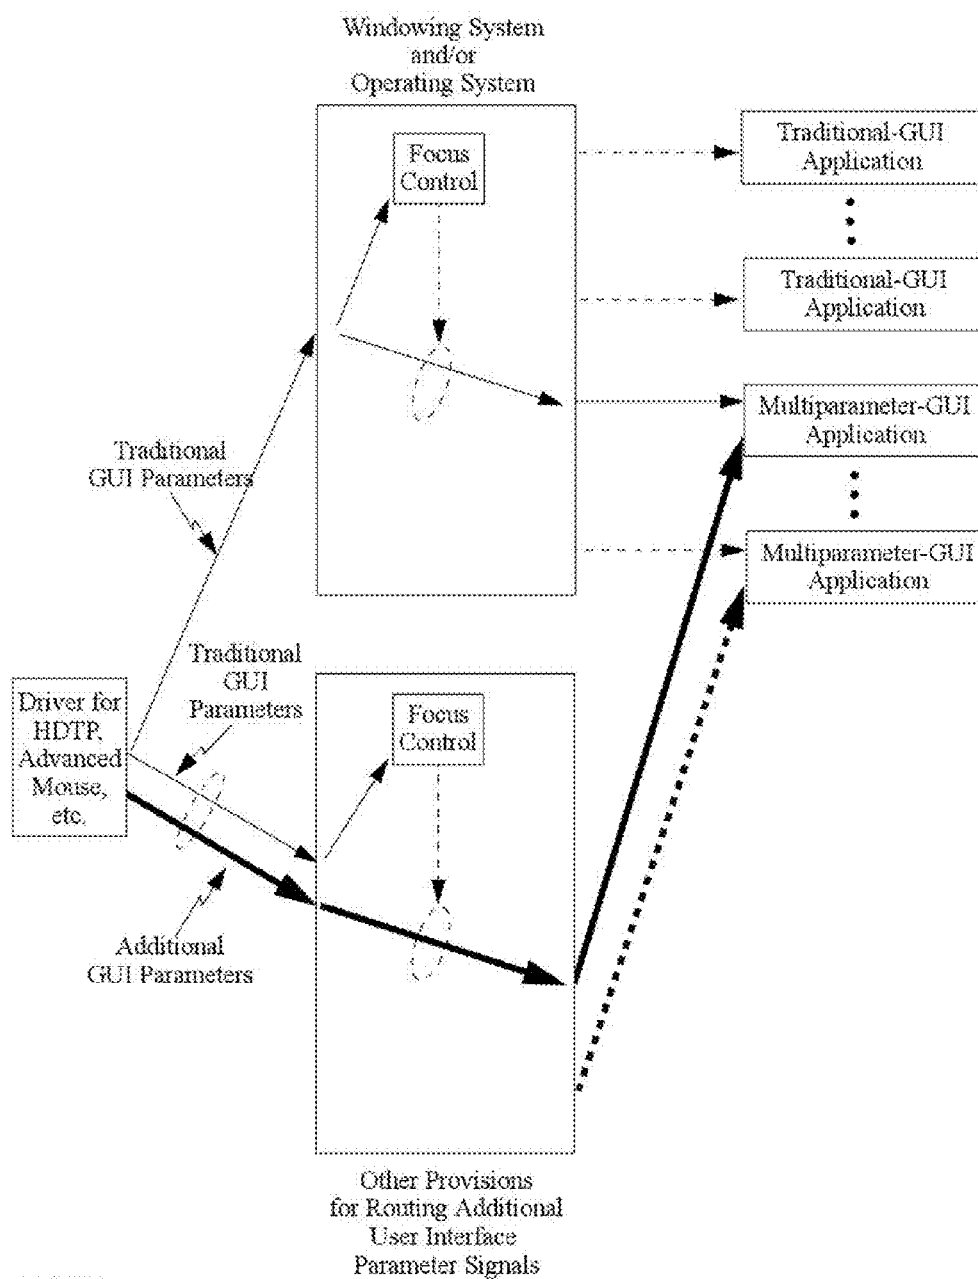 Windowing System
and/or
Operating System
Focus
Control
Traditional-GUI
Application
Traditional-GUI
Application
Multiparameter-GUI
Application
Multiparameter-GUI
Application
Traditional
GUI Parameters
Traditional
GUI
Parameters
Driver for
HDTP,
Advanced
Mouse,
etc.
Focus
Control
Additional
GUI Parameters
Other Provisions
for Routing Additional
User Interface
Parameter Signals